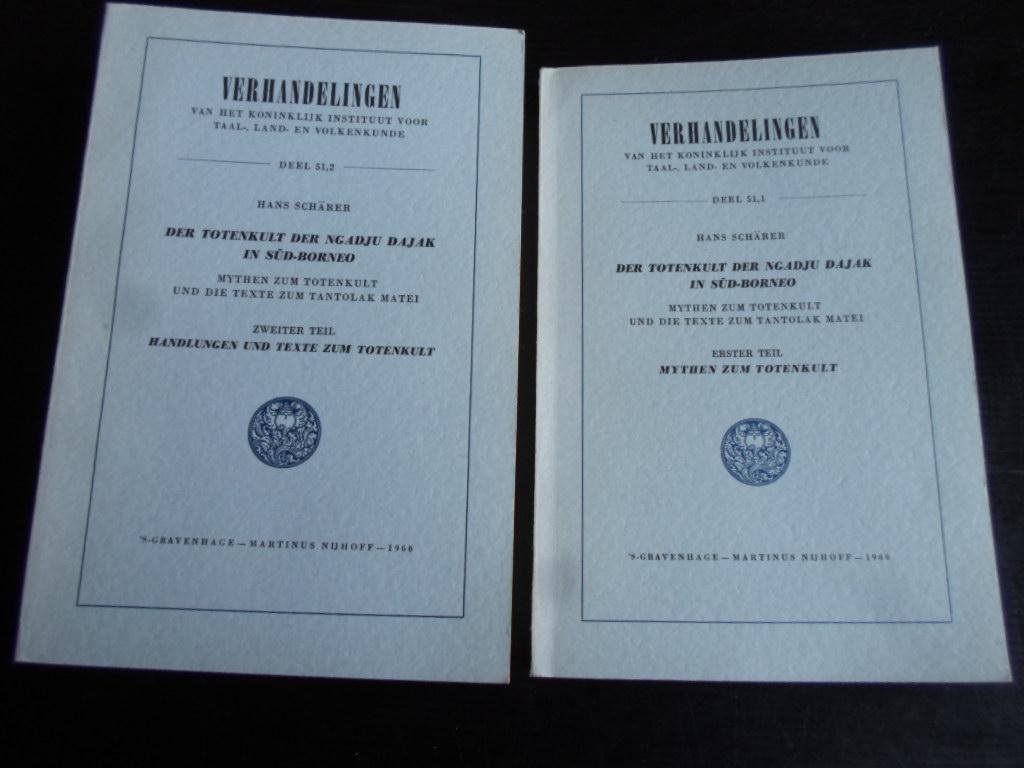 VERHANDELINGEN
VAN HET KONINKLIJK INSTITUUT VOOR
TAAL-, LAND- EN VOLKENKUNDE
DEEL 51,2
HANS SCHÄRER
DER TOTENKULT DER NGADJU DAJAK
IN SÜD-BORNEO
MYTHEN ZUM TOTENKULT
UND DIE TEXTE ZUM TANTOLAK MATEI
ZWEITER TEIL
HANDLUNGEN UND TEXTE ZUM TOTENKULT
'S-GRAVENHAGE — MARTINUS NIJHOFF — 1966
VERHANDELINGEN
VAN HET KONINKLIJK INSTITUUT VOOR
TAAL-, LAND- EN VOLKENKUNDE
DEEL 51,1
HANS SCHÄRER
DER TOTENKULT DER NGADJU DAJAK
IN SÜD-BORNEO
MYTHEN ZUM TOTENKULT
UND DIE TEXTE ZUM TANTOLAK MATEI
ERSTER TEIL
MYTHEN ZUM TOTENKULT
'S-GRAVENHAGE — MARTINUS NIJHOFF — 1966